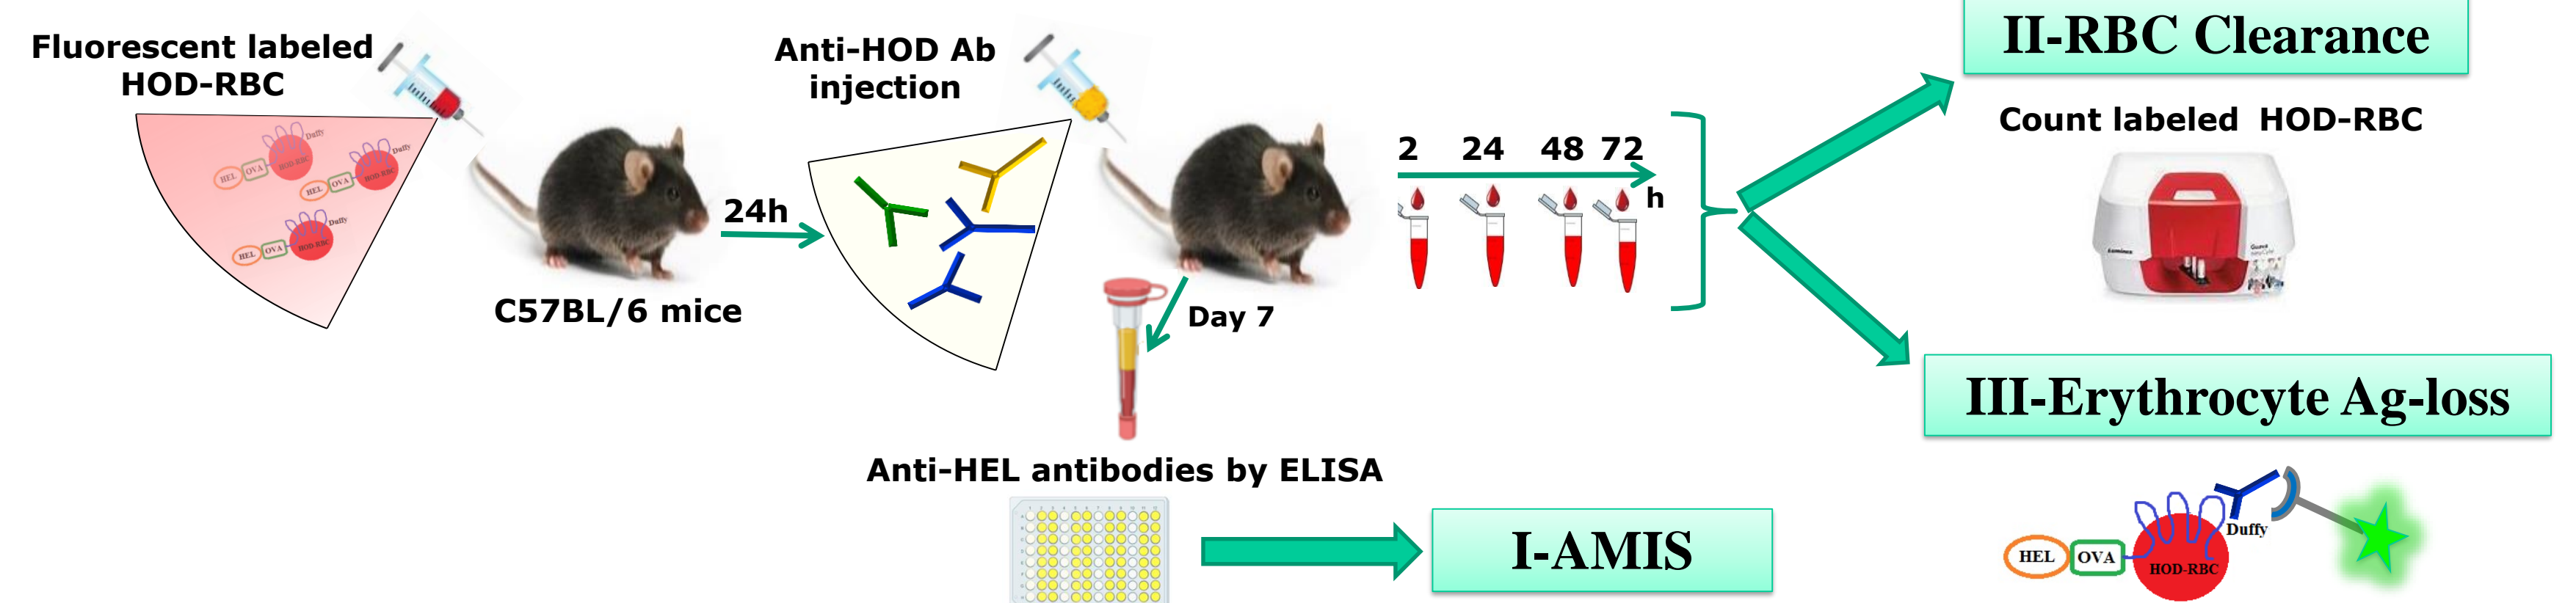 Fluorescent labeled
HOD-RBC
Duffy
HEL
OVA
HOD-RBC
Duffy
HEL
OVA
HOD-RBC
Duffy
HEL
OVA
HOD-RBC
C57BL/6 mice
24h
Anti-HOD Ab
injection
Day 7
2 24 48 72
h
Anti-HEL antibodies by ELISA
I-AMIS
II-RBC Clearance
Count labeled HOD-RBC
Luminex
Guava
III-Erythrocyte Ag-loss
Duffy
HEL
OVA
HOD-RBC